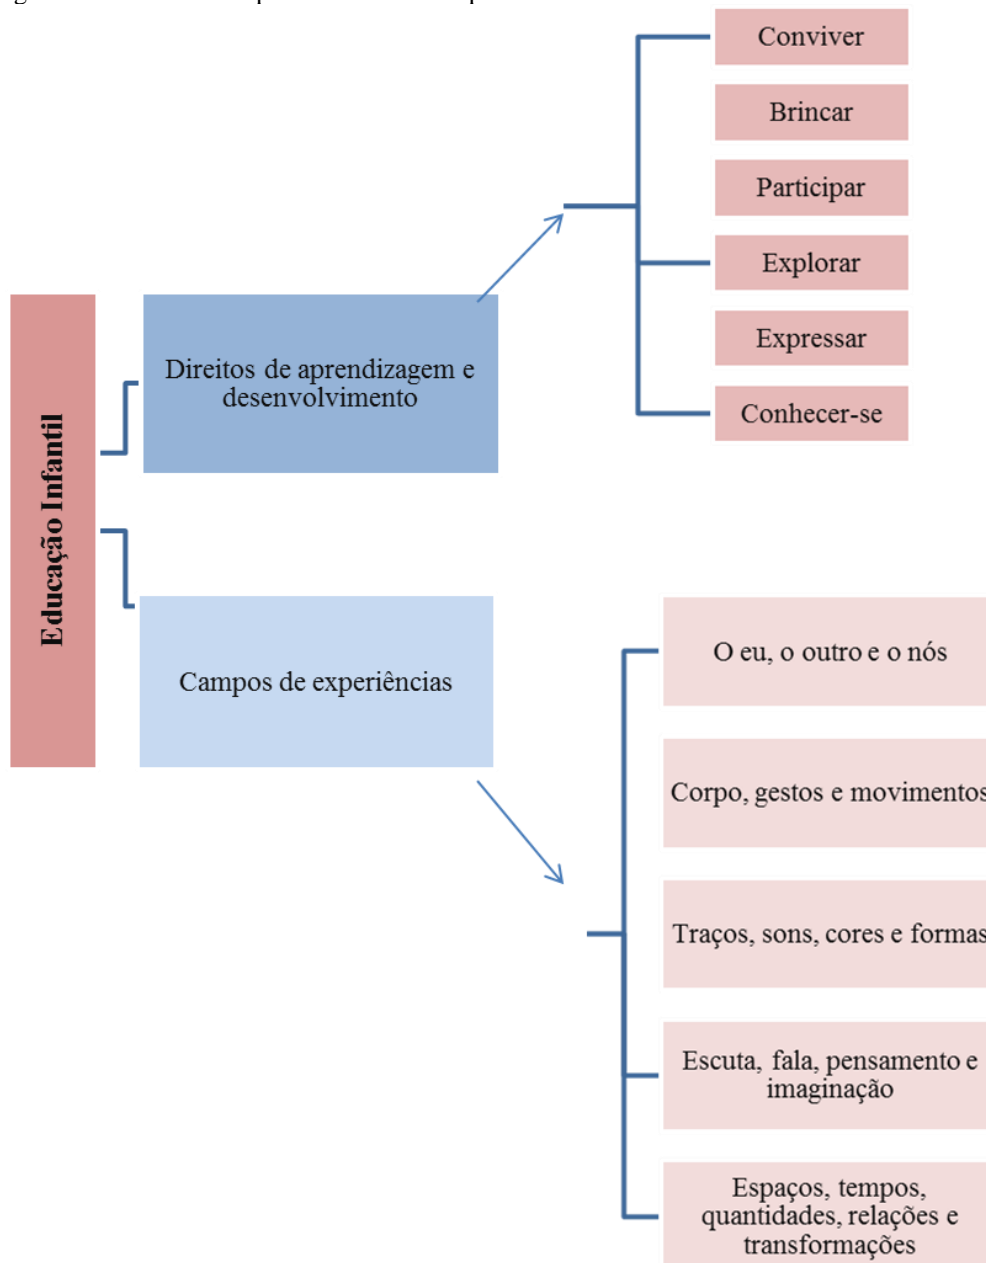 Conviver
Brincar
Participar
Explorar
Expressar
Conhecer-se
Direitos de aprendizagem e
desenvolvimento
Educação Infantil
Campos de experiências
O eu, o outro e o nós
Corpo, gestos e movimentos
Traços, sons, cores e formas
Escuta, fala, pensamento e
imaginação
Espaços, tempos,
quantidades, relações e
transformações